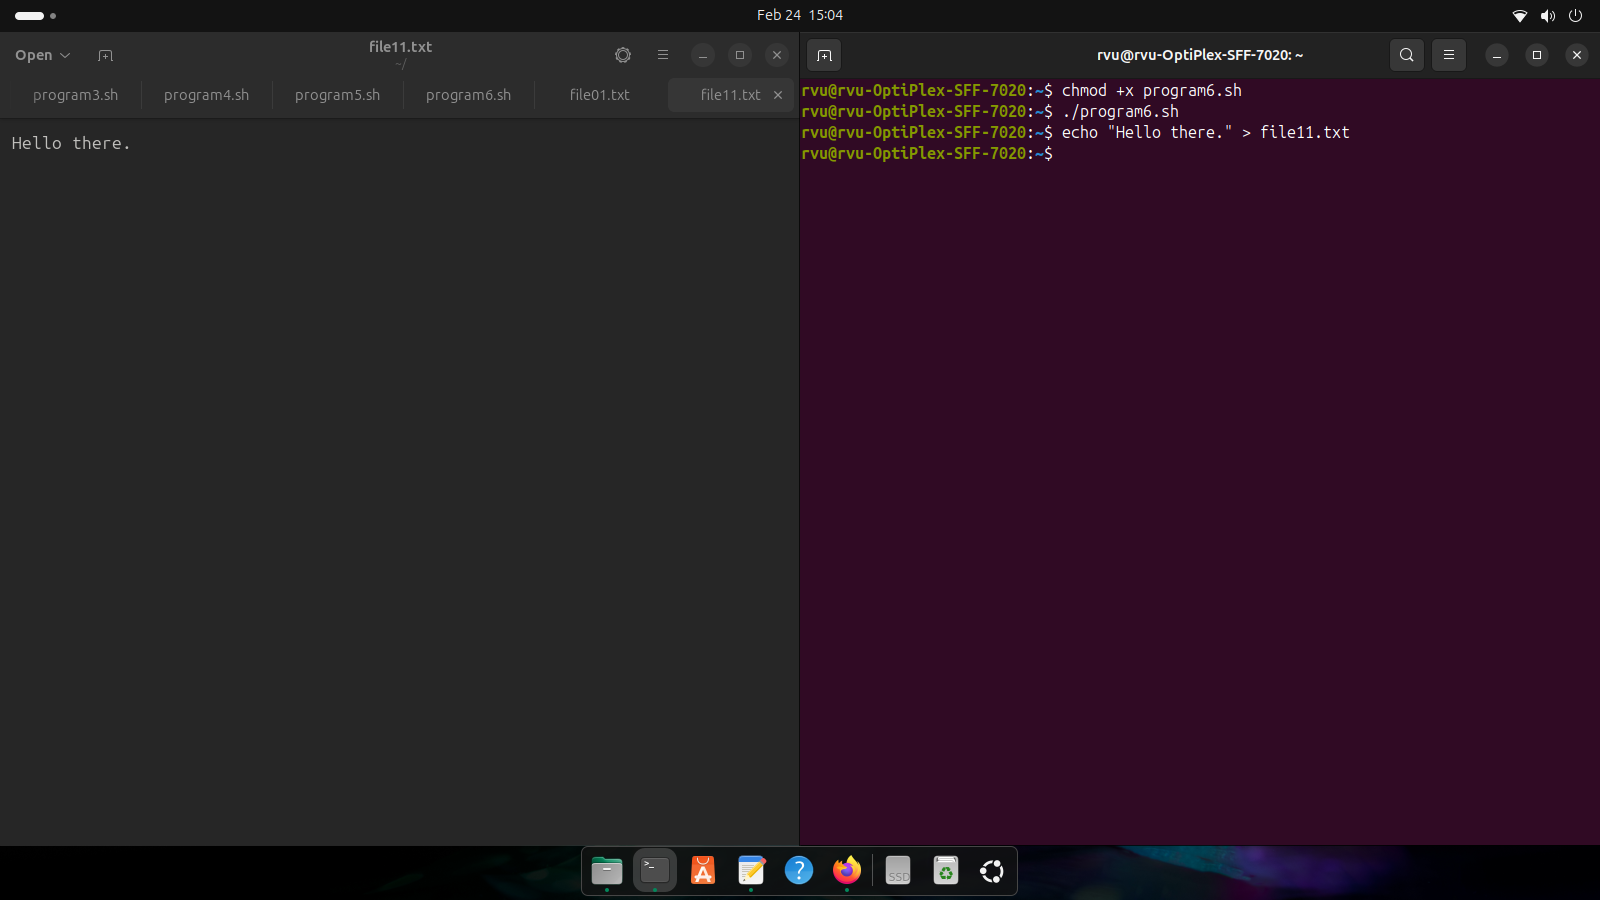 Feb 24 15:04
Open
file11.txt
~/
program3.sh program4.sh program5.sh program6.sh file01.txt file11.txt
Hello there.
rvu@rvu-OptiPlex-SFF-7020: ~
rvu@rvu-OptiPlex-SFF-7020:~$ chmod +x program6.sh
rvu@rvu-OptiPlex-SFF-7020:~$ ./program6.sh
rvu@rvu-OptiPlex-SFF-7020:~$ echo "Hello there." > file11.txt
rvu@rvu-OptiPlex-SFF-7020:~$
>_
?
SSD